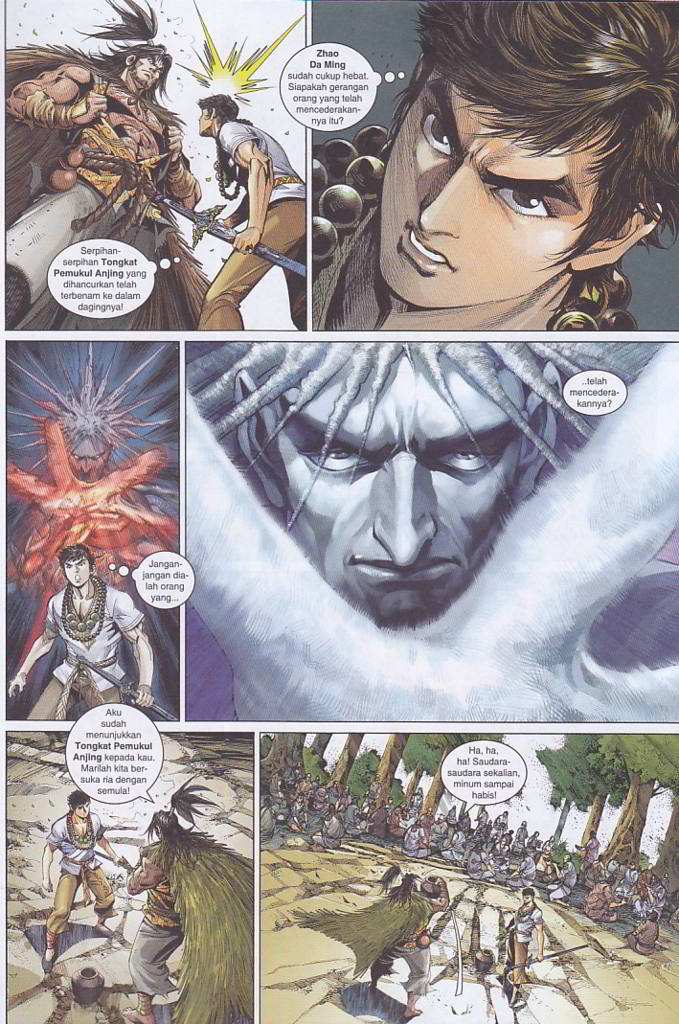 Serpihan-
serpihan Tongkat
Pemukul Anjing yang
dihancurkan telah
terbenam ke dalam
dagingnya!
Zhao
Da Ming
sudah cukup hebat.
Siapakah gerangan
orang yang telah
mencederakan-
nya itu?
Jangan-
jangan dia-
lah orang
yang...
..telah
mencedera-
kannya?
Aku
sudah
menunjukkan
Tongkat Pemukul
Anjing kepada kau.
Marilah kita ber-
suka ria dengan
semula!
Ha, ha,
ha! Saudara-
saudara sekalian,
minum sampai
habis!